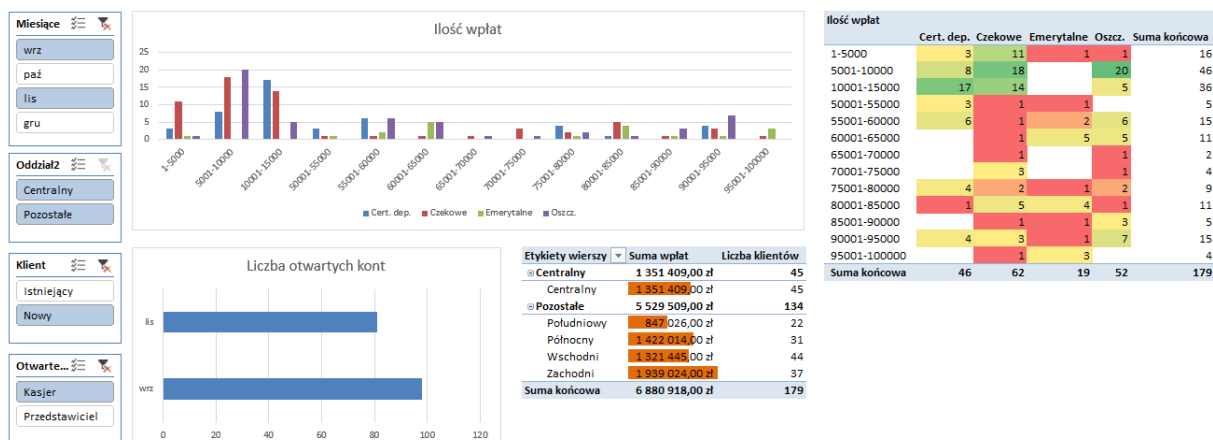 Miesiące
wrz
paź
lis
gru
Oddział2
Centralny
Pozostałe
Klient
Istniejący
Nowy
Otwarte...
Kasjer
Przedstawiciel
Ilość wpłat
25
20
15
10
5
0
1-5000
5001-10000
10001-15000
50001-55000
55001-60000
60001-65000
65001-70000
70001-75000
75001-80000
80001-85000
85001-90000
90001-95000
95001-100000
Cert. dep. Czekowe Emerytalne Oszcz.
Liczba otwartych kont
lis
wrz
0 20 40 60 80 100 120
Etykiety wierszy Suma wpłat Liczba klientów
Centralny 1 351 409,00 zł 45
Centralny 1 351 409,00 zł 45
Pozostałe 5 529 509,00 zł 134
Południowy 847 026,00 zł 22
Północny 1 422 014,00 zł 31
Wschodni 1 321 445,00 zł 44
Zachodni 1 939 024,00 zł 37
Suma końcowa 6 880 918,00 zł 179
Ilość wpłat
Cert. dep. Czekowe Emerytalne Oszcz. Suma końcowa
1-5000 3 11 1 1 16
5001-10000 8 18 20 46
10001-15000 17 14 5 36
50001-55000 3 1 1 5
55001-60000 6 1 2 6 15
60001-65000 1 5 5 11
65001-70000 1 1 2
70001-75000 3 1 4
75001-80000 4 2 1 2 9
80001-85000 1 5 4 1 11
85001-90000 1 1 3 5
90001-95000 4 3 1 7 15
95001-100000 1 3 4
Suma końcowa 46 62 19 52 179